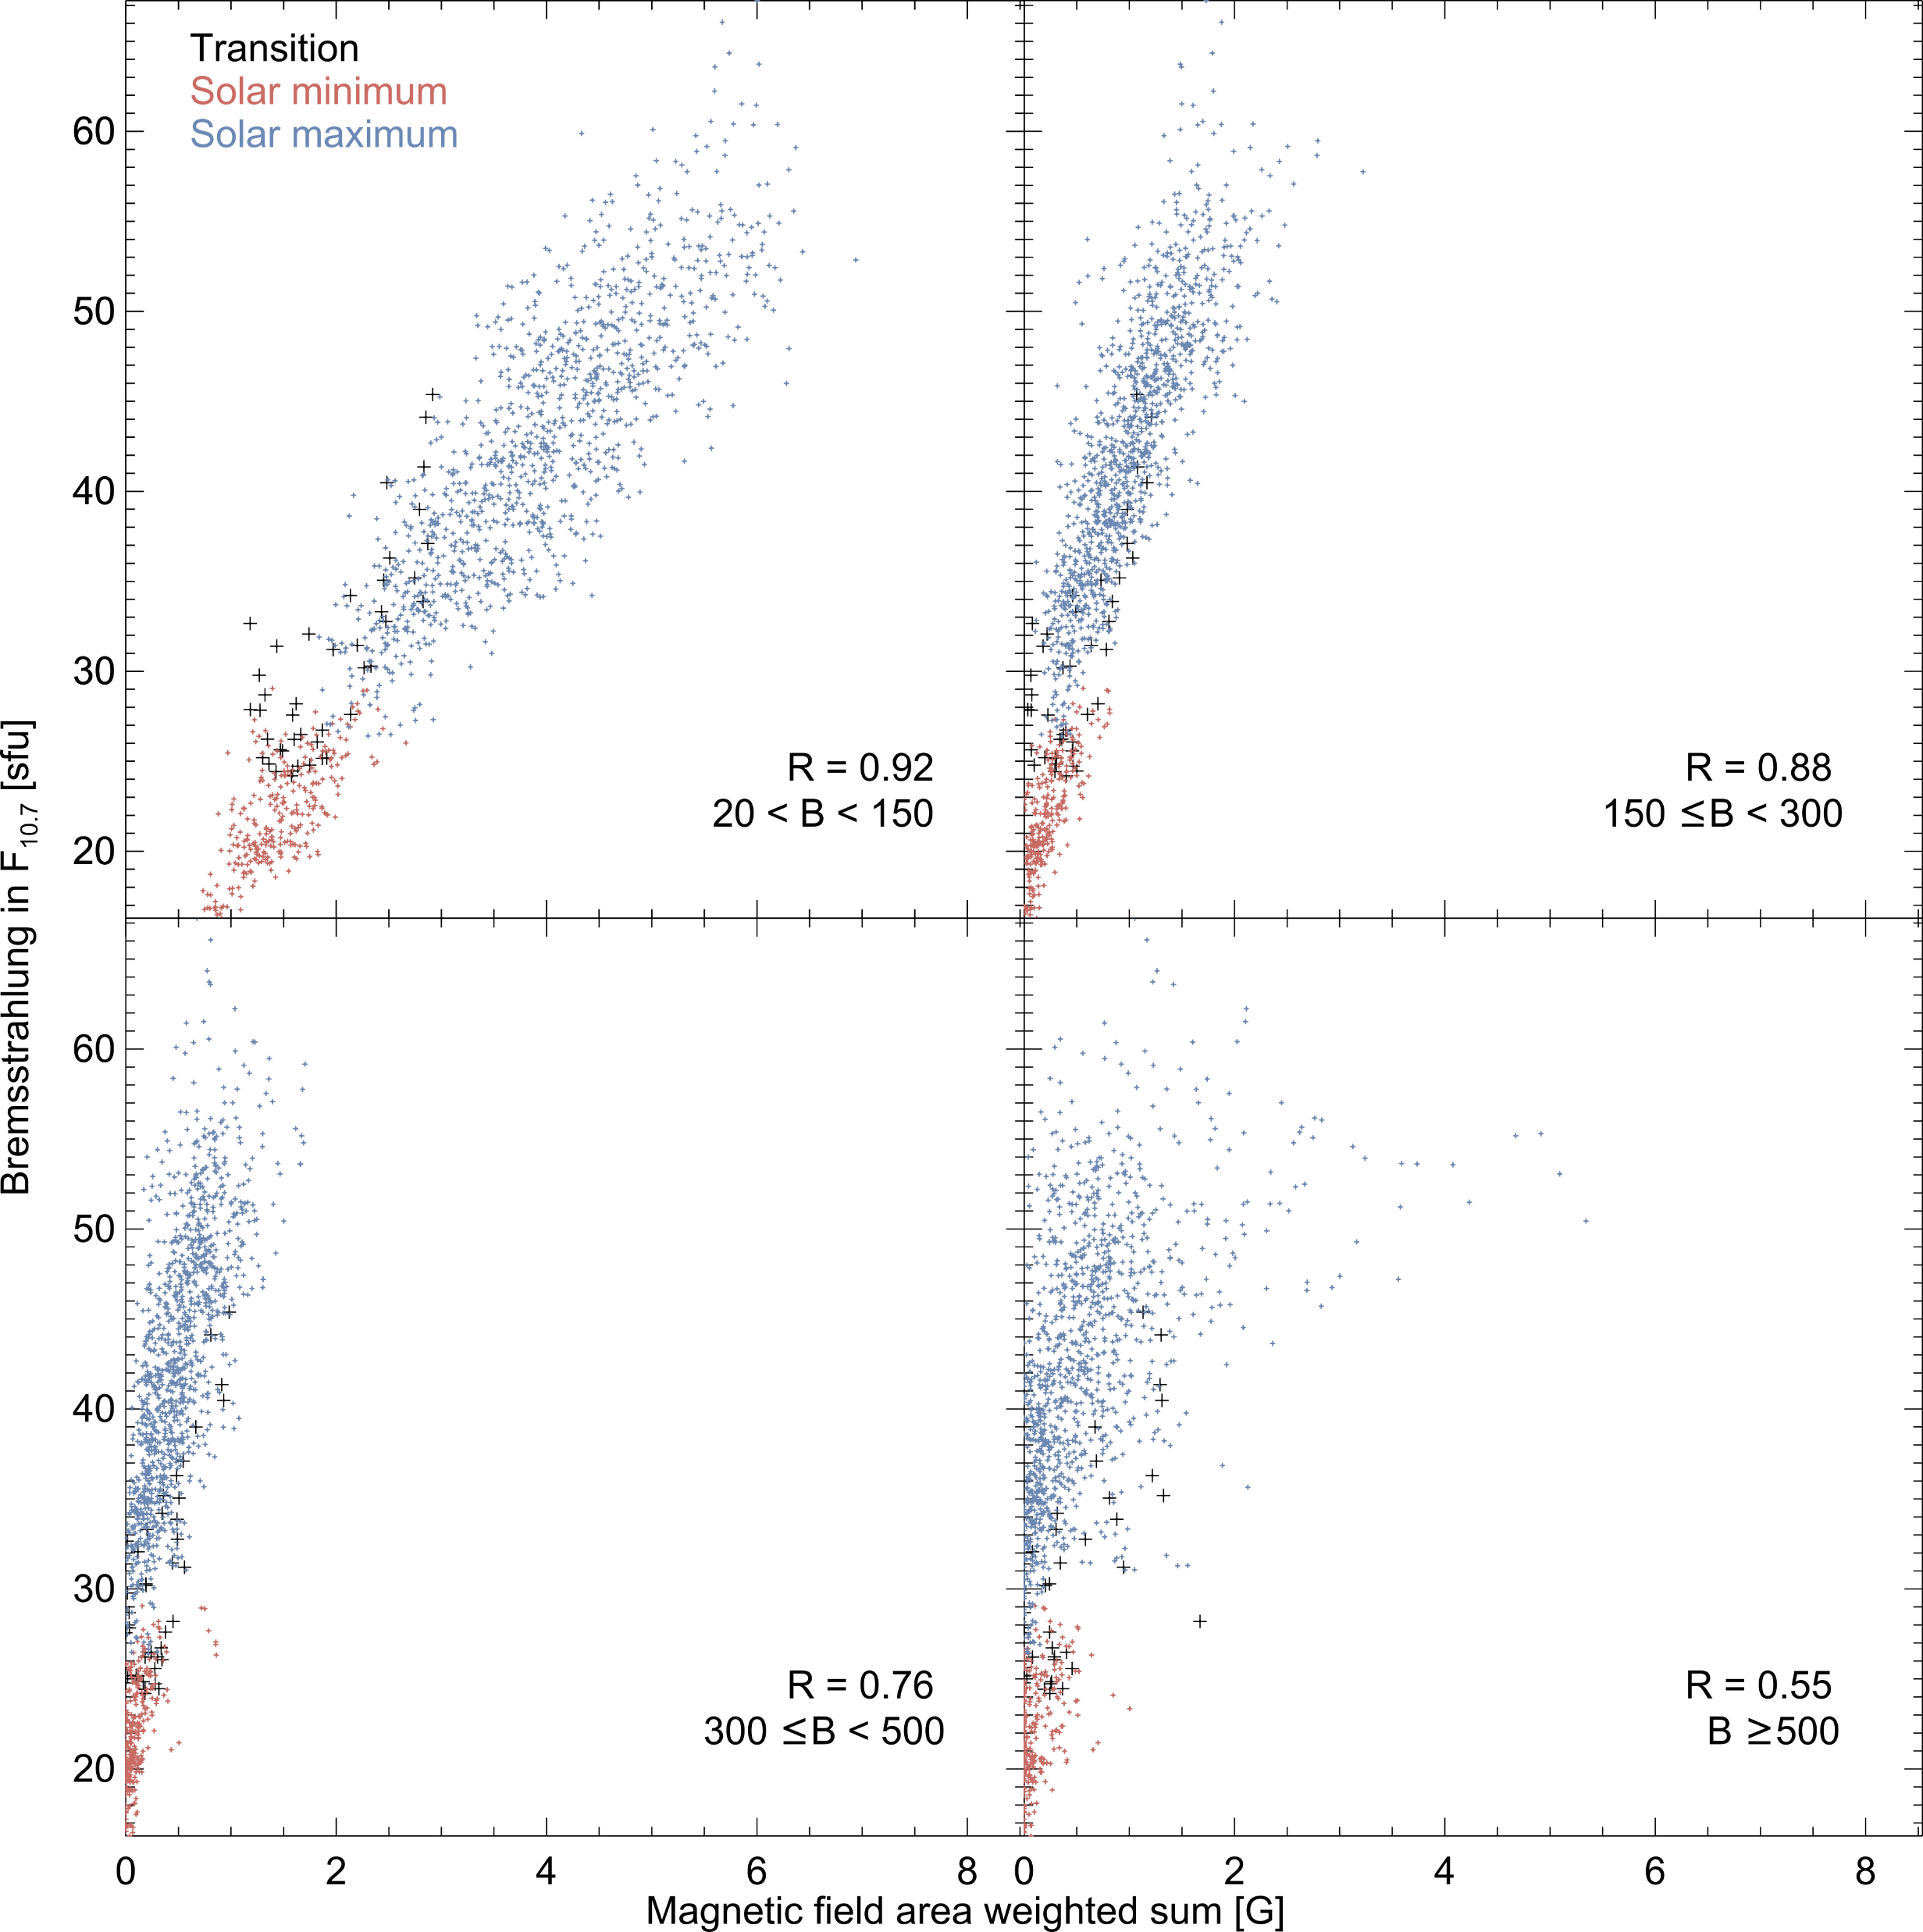 Transition
Solar minimum
Solar maximum
60
50
40
30
20
R = 0.92
20 < B < 150
R = 0.88
150 ≤B < 300
Bremsstrahlung in F10.7 [sfu]
60
50
40
30
20
R = 0.76
300 ≤B < 500
R = 0.55
B ≥500
0 2 4 6 8 0 2 4 6 8
Magnetic field area weighted sum [G]